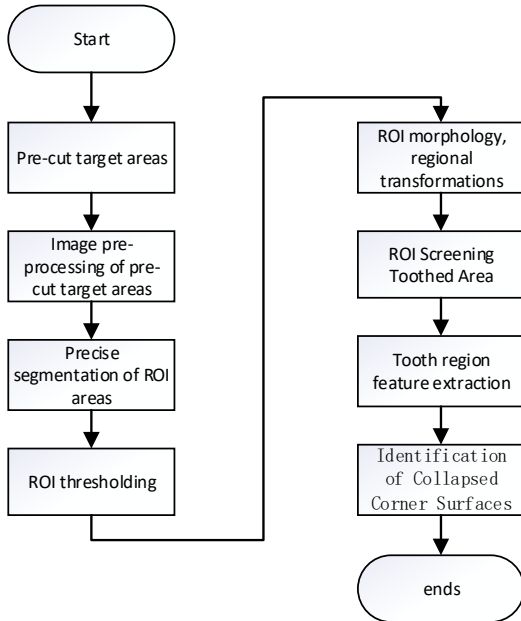 Start
Pre-cut target areas
Image pre-
processing of pre-
cut target areas
Precise
segmentation of ROI
areas
ROI thresholding
ROI morphology,
regional
transformations
ROI Screening
Toothed Area
Tooth region
feature extraction
Identification
of Collapsed
Corner Surfaces
ends